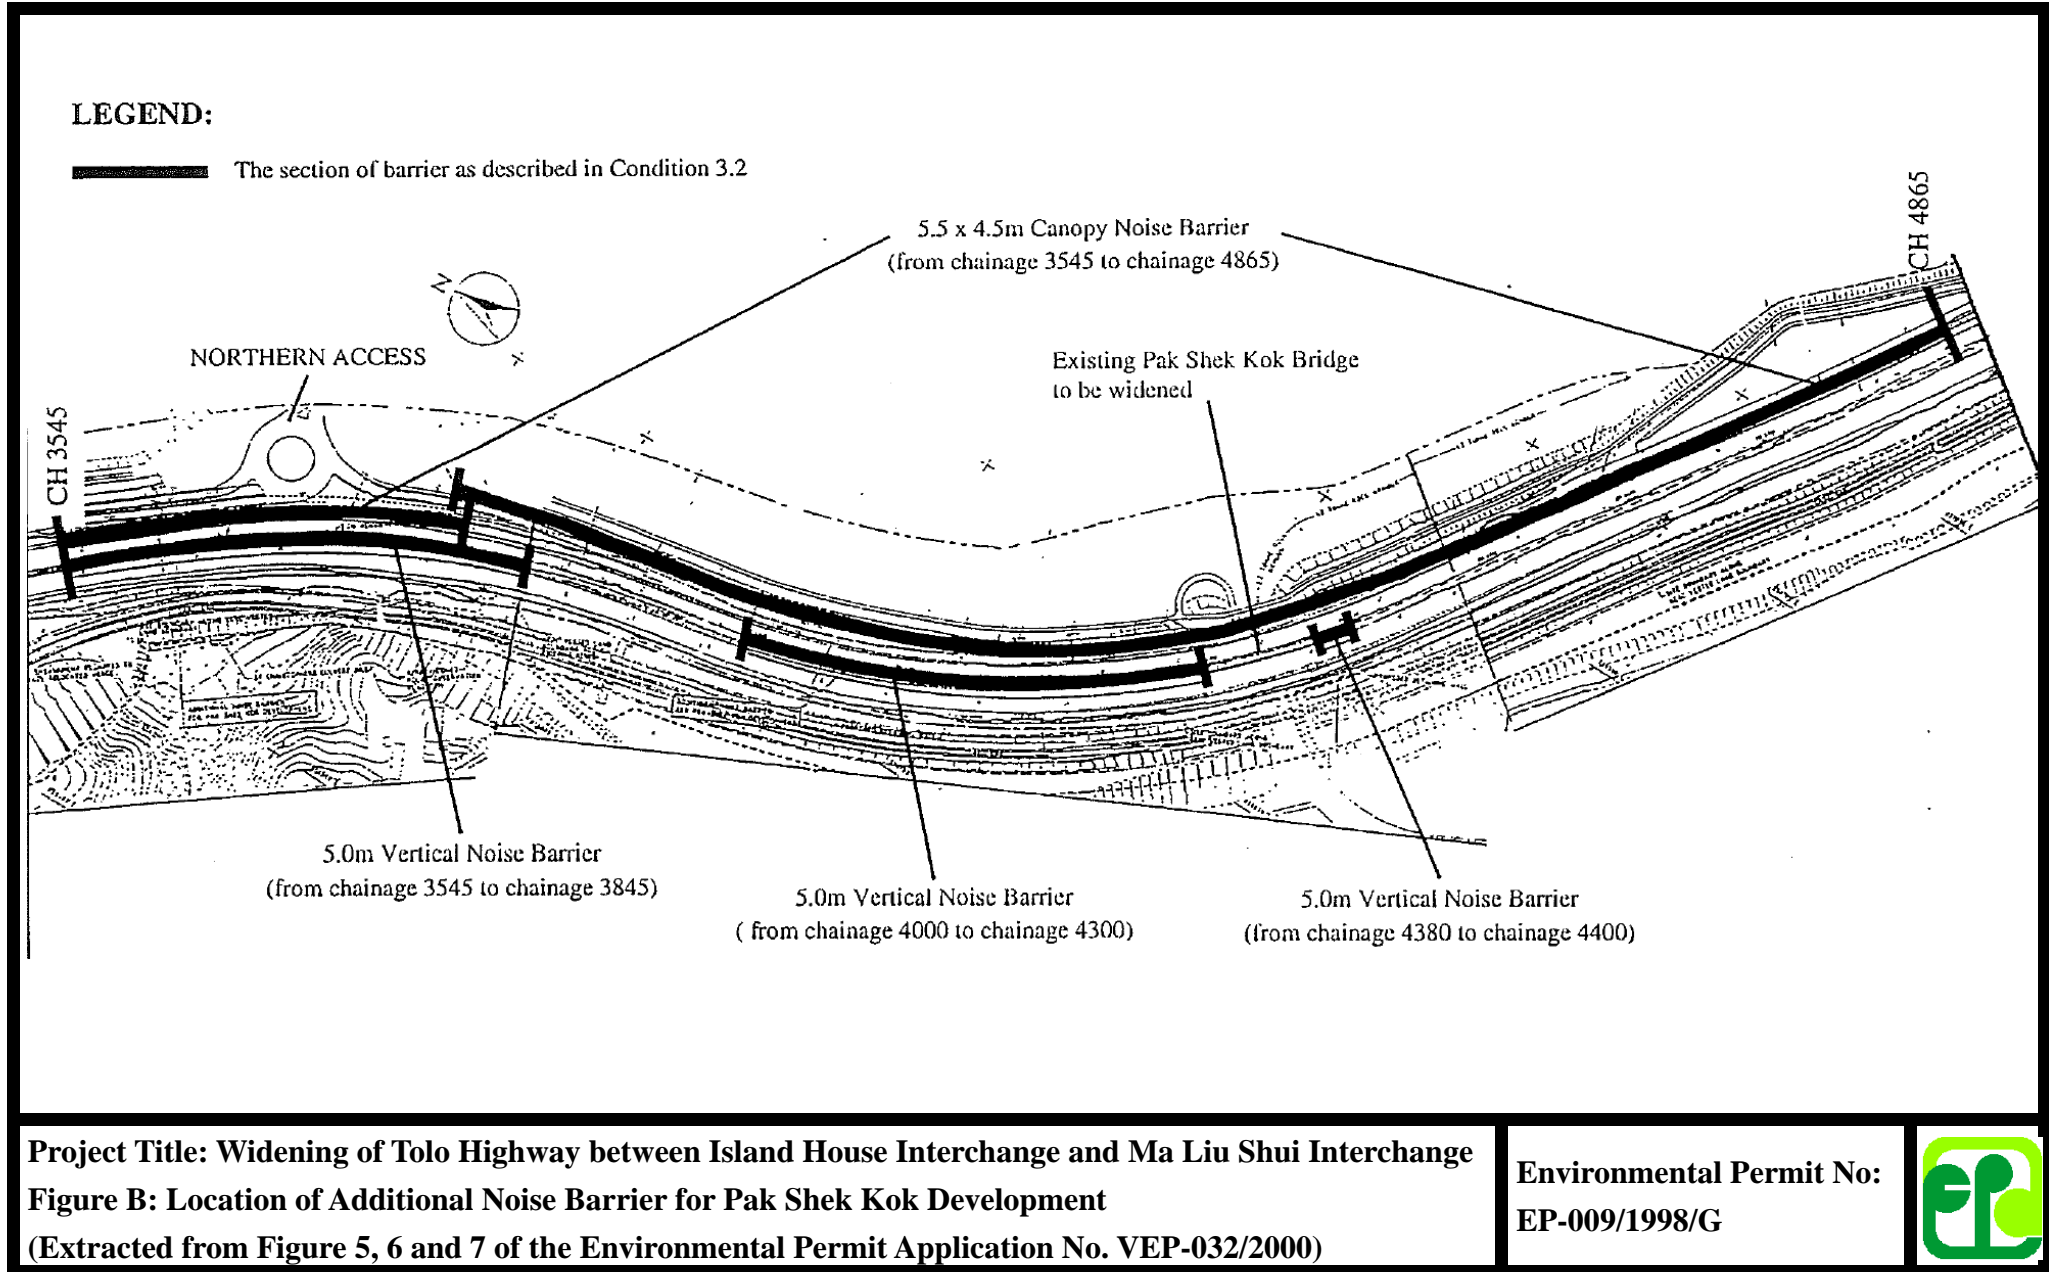 LEGEND:
The section of barrier as described in Condition 3.2
5.5 x 4.5m Canopy Noise Barrier
(from chainage 3545 to chainage 4865)
CH 4865
N
NORTHERN ACCESS
Existing Pak Shek Kok Bridge
to be widened
CH 3545
5.0m Vertical Noise Barrier
(from chainage 3545 to chainage 3845)
5.0m Vertical Noise Barrier
( from chainage 4000 to chainage 4300)
5.0m Vertical Noise Barrier
(from chainage 4380 to chainage 4400)
Project Title: Widening of Tolo Highway between Island House Interchange and Ma Liu Shui Interchange
Figure B: Location of Additional Noise Barrier for Pak Shek Kok Development
(Extracted from Figure 5, 6 and 7 of the Environmental Permit Application No. VEP-032/2000)
Environmental Permit No:
EP-009/1998/G